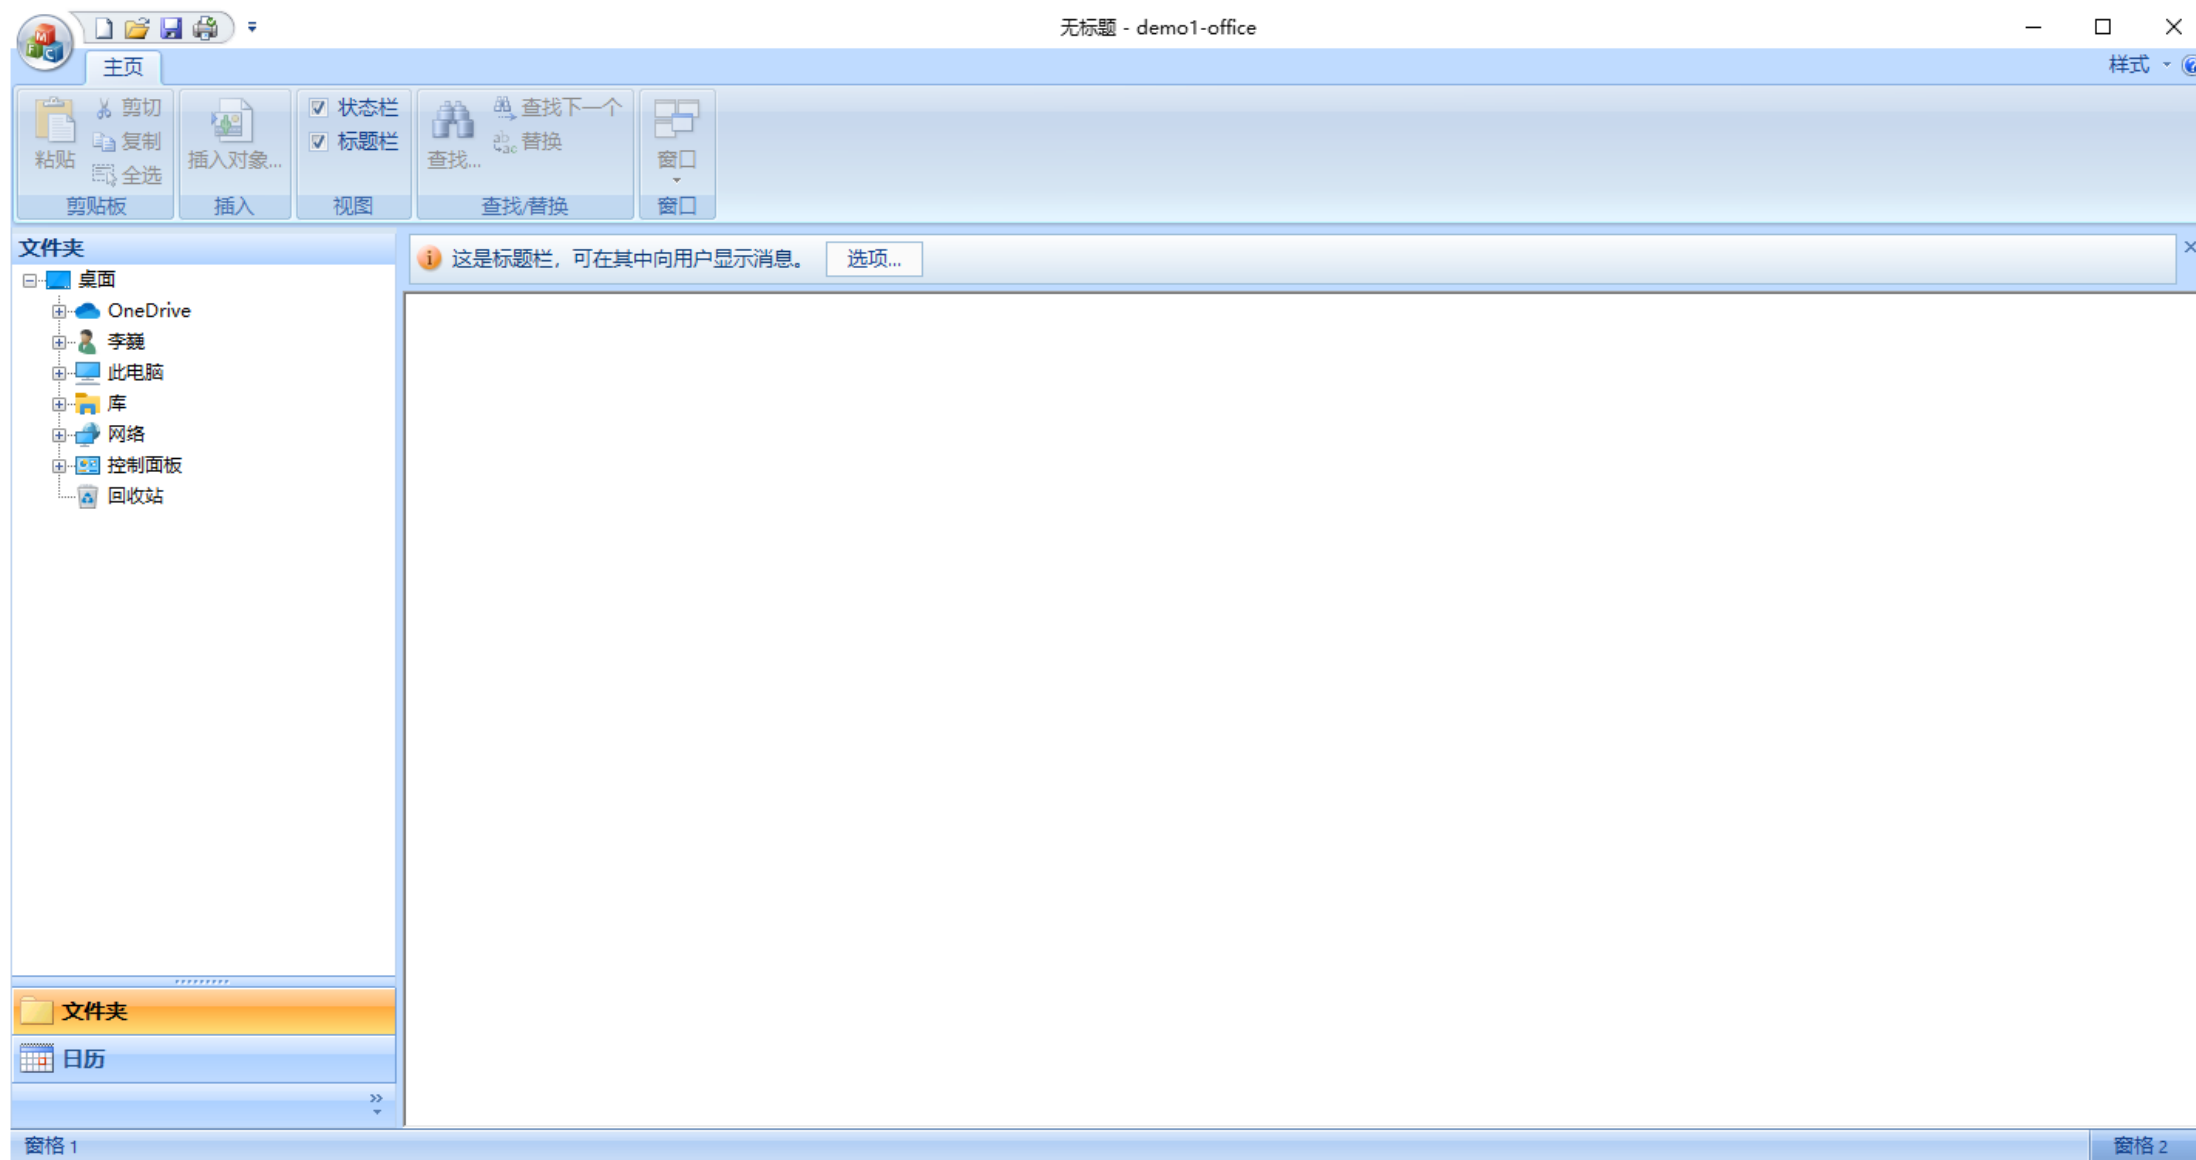 无标题 - demo1-office
主页
样式
粘贴
剪切
复制
全选
剪贴板
插入对象...
插入
状态栏
标题栏
视图
查找...
查找下一个
替换
查找/替换
窗口
窗口
文件夹
桌面
OneDrive
李巍
此电脑
库
网络
控制面板
回收站
这是标题栏，可在其中向用户显示消息。
选项...
文件夹
日历
窗格 1
窗格 2